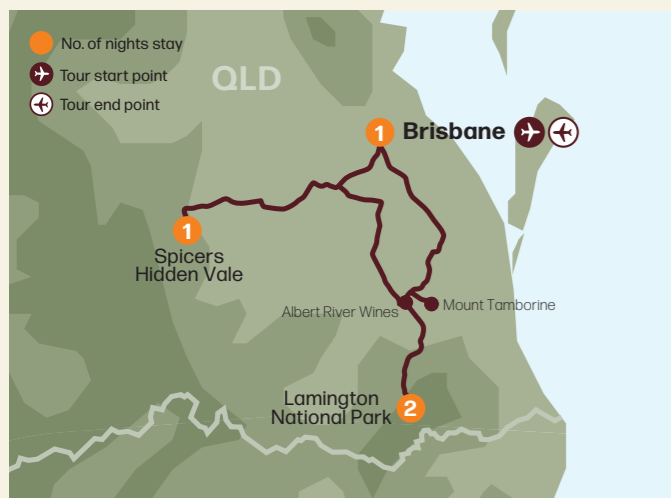 No. of nights stay
Tour start point
Tour end point
QLD
1
Brisbane
1
Spicers
Hidden Vale
Albert River Wines
Mount Tamborine
Lamington
National Park
2